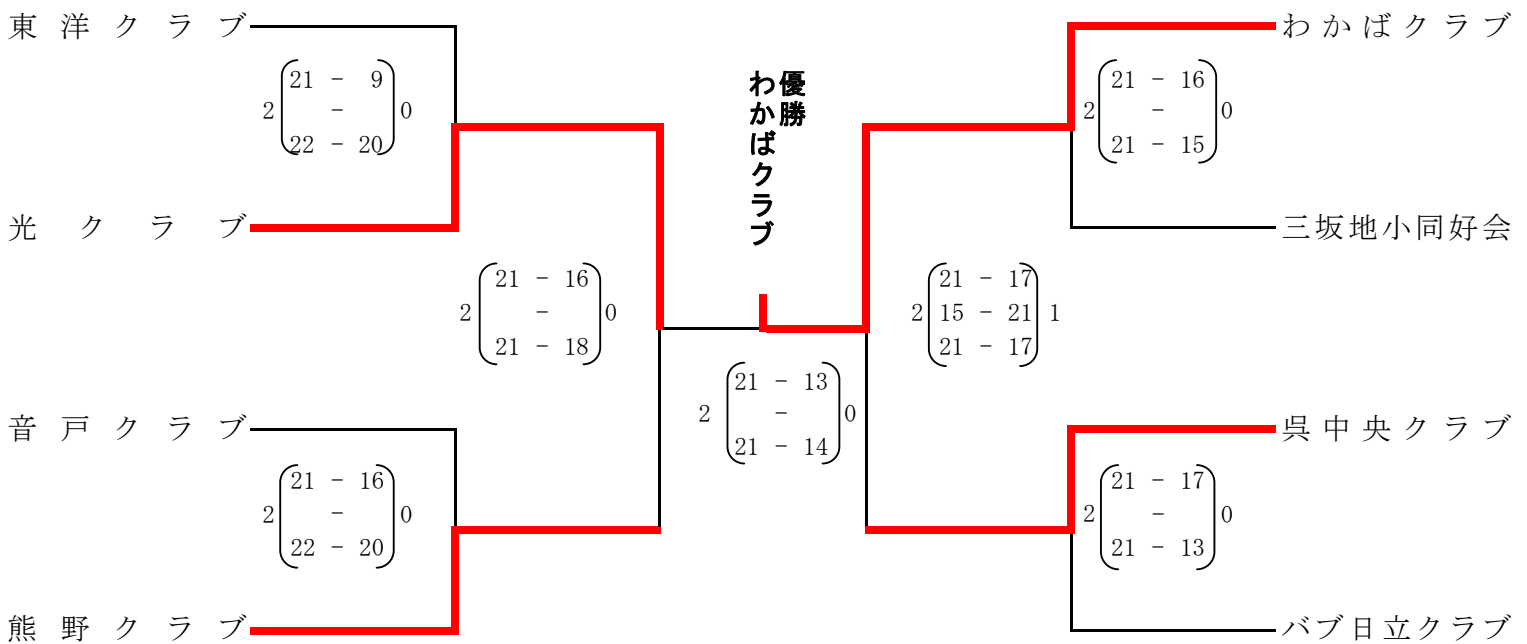 東洋クラブ
2 21 - 9 0
-
22 - 20
光クラブ
2 21 - 16 0
-
21 - 18
音戸クラブ
2 21 - 16 0
-
22 - 20
熊野クラブ
優勝
わかばクラブ
2 21 - 13 0
-
21 - 14
わかばクラブ
2 21 - 16 0
-
21 - 15
三坂地小同好会
21 - 17
2 15 - 21 1
21 - 17
呉中央クラブ
2 21 - 17 0
-
21 - 13
バブ日立クラブ